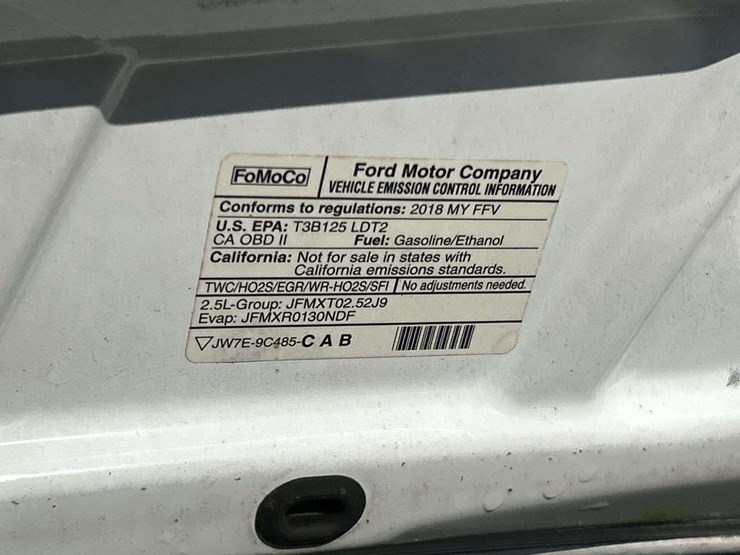 FoMoCo
Ford Motor Company
VEHICLE EMISSION CONTROL INFORMATION
Conforms to regulations: 2018 MY FFV
U.S. EPA: T3B125 LDT2
CA OBD II Fuel: Gasoline/Ethanol
California: Not for sale in states with
California emissions standards.
TWC/HO2S/EGR/WR-HO2S/SFI No adjustments needed.
2.5L-Group: JFMXT02.52J9
Evap: JFMXR0130NDF
JW7E-9C485-C A B